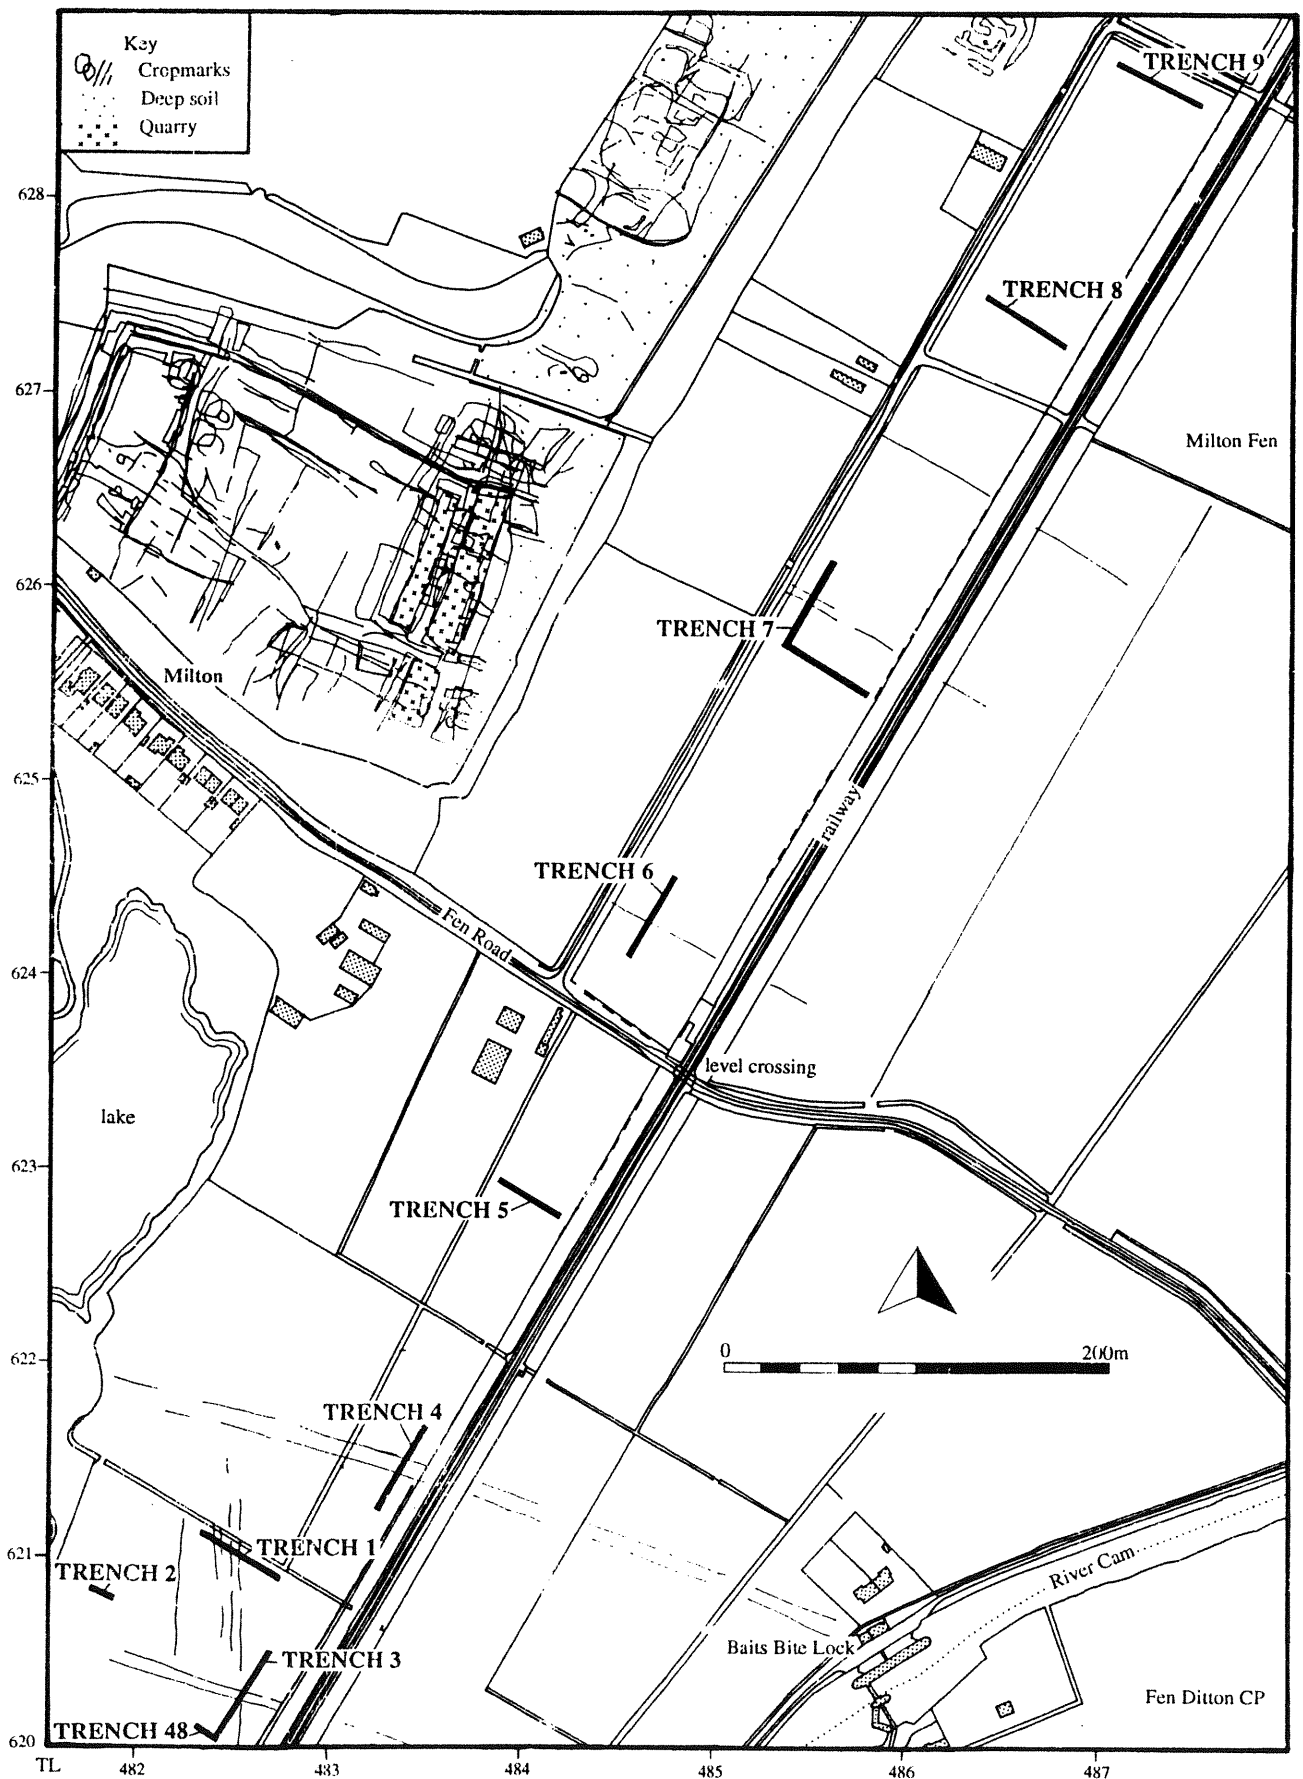 Key
Cropmarks
Deep soil
Quarry
TRENCH 9
628
TRENCH 8
627
Milton Fen
626
TRENCH 7
Milton
625
railway
TRENCH 6
Fen Road
624
level crossing
lake
623
TRENCH 5
0 200m
622
TRENCH 4
TRENCH 1
621
TRENCH 2
River Cam
Baits Bite Lock
TRENCH 3
Fen Ditton CP
TRENCH 48
620
TL 482 483 484 485 486 487